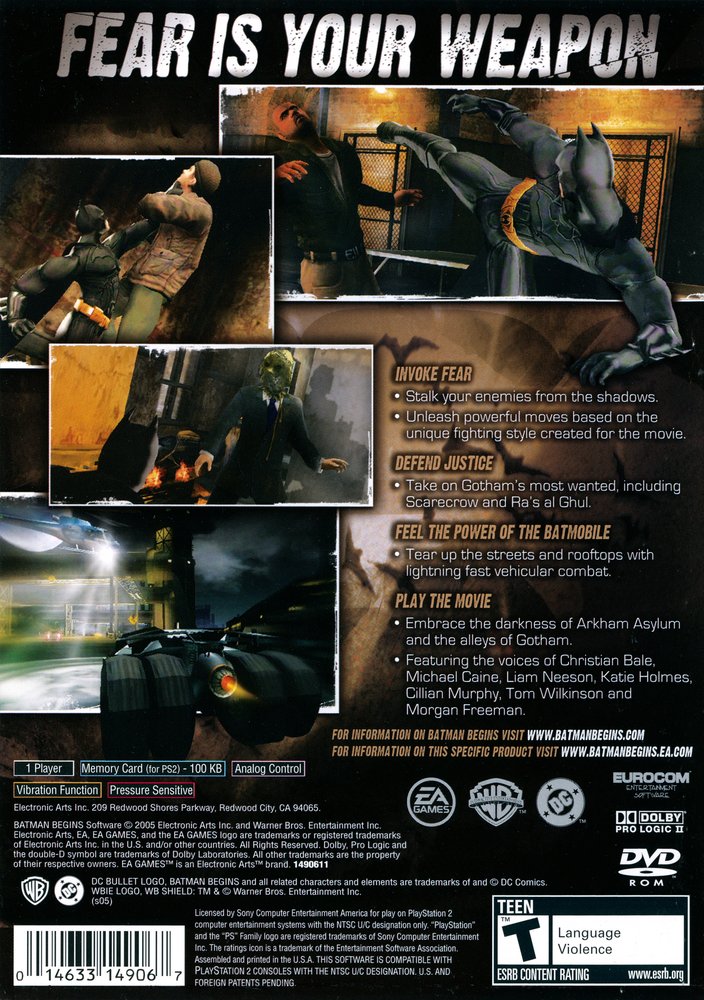 FEAR IS YOUR WEAPON
INVOKE FEAR
• Stalk your enemies from the shadows.
• Unleash powerful moves based on the
unique fighting style created for the movie.
DEFEND JUSTICE
• Take on Gotham's most wanted, including
Scarecrow and Ra's al Ghul.
FEEL THE POWER OF THE BATMOBILE
• Tear up the streets and rooftops with
lightning fast vehicular combat.
PLAY THE MOVIE
• Embrace the darkness of Arkham Asylum
and the alleys of Gotham.
• Featuring the voices of Christian Bale,
Michael Caine, Liam Neeson, Katie Holmes,
Cillian Murphy, Tom Wilkinson and
Morgan Freeman.
FOR INFORMATION ON BATMAN BEGINS VISIT WWW.BATMANBEGINS.COM
FOR INFORMATION ON THIS SPECIFIC PRODUCT VISIT WWW.BATMANBEGINS.EA.COM
1 Player
Memory Card (for PS2) - 100 KB
Analog Control
Vibration Function
Pressure Sensitive
Electronic Arts Inc. 209 Redwood Shores Parkway, Redwood City, CA 94065.
BATMAN BEGINS Software © 2005 Electronic Arts Inc. and Warner Bros. Entertainment Inc.
Electronic Arts, EA, EA GAMES, and the EA GAMES logo are trademarks or registered trademarks
of Electronic Arts Inc. in the U.S. and/or other countries. All Rights Reserved. Dolby, Pro Logic and
the double-D symbol are trademarks of Dolby Laboratories. All other trademarks are the property
of their respective owners. EA GAMES™ is an Electronic Arts™ brand. 1490611
EA
GAMES
™
WB
DC
EUROCOM
ENTERTAINMENT
SOFTWARE
DOLBY
PRO LOGIC II
DVD
ROM
WB
DC
DC BULLET LOGO, BATMAN BEGINS and all related characters and elements are trademarks of and © DC Comics.
WBIE LOGO, WB SHIELD: TM & © Warner Bros. Entertainment Inc.
(s05)
Licensed by Sony Computer Entertainment America for play on PlayStation 2
computer entertainment systems with the NTSC U/C designation only. "PlayStation"
and the "PS" Family logo are registered trademarks of Sony Computer Entertainment
Inc. The ratings icon is a trademark of the Entertainment Software Association.
Assembled and printed in the U.S.A. THIS SOFTWARE IS COMPATIBLE WITH
PLAYSTATION 2 CONSOLES WITH THE NTSC U/C DESIGNATION. U.S. AND
FOREIGN PATENTS PENDING.
0 14633 14906 7
TEEN
T
Language
Violence
ESRB CONTENT RATING www.esrb.org